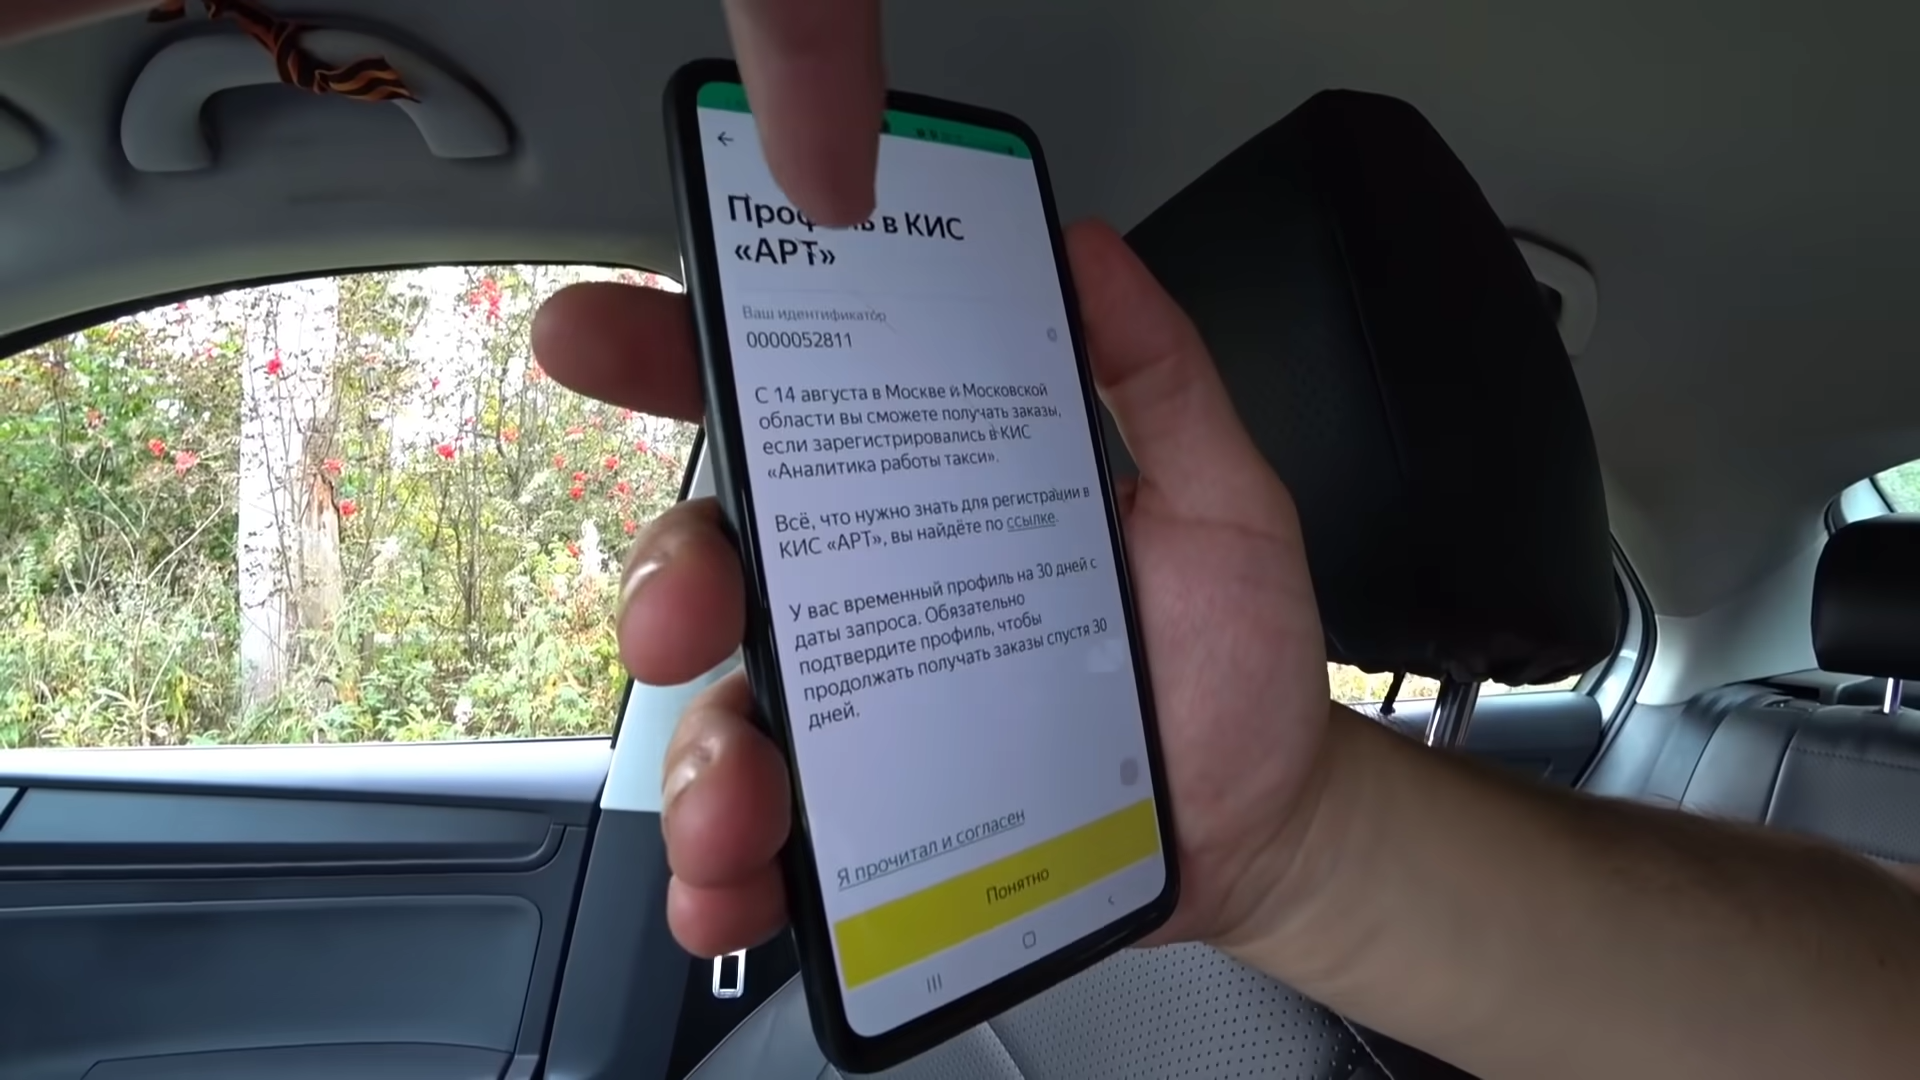 в КИС
«АРТ»
Ваш идентификатор
0000052811
С 14 августа в Москве и Московской
области вы сможете получать заказы,
если зарегистрировались в КИС
«Аналитика работы такси».
Всё, что нужно знать для регистрации в
КИС «АРТ», вы найдёте по ссылке.
У вас временный профиль на 30 дней с
даты запроса. Обязательно
подтвердите профиль, чтобы
продолжать получать заказы спустя 30
дней.
Я прочитал и согласен
Понятно